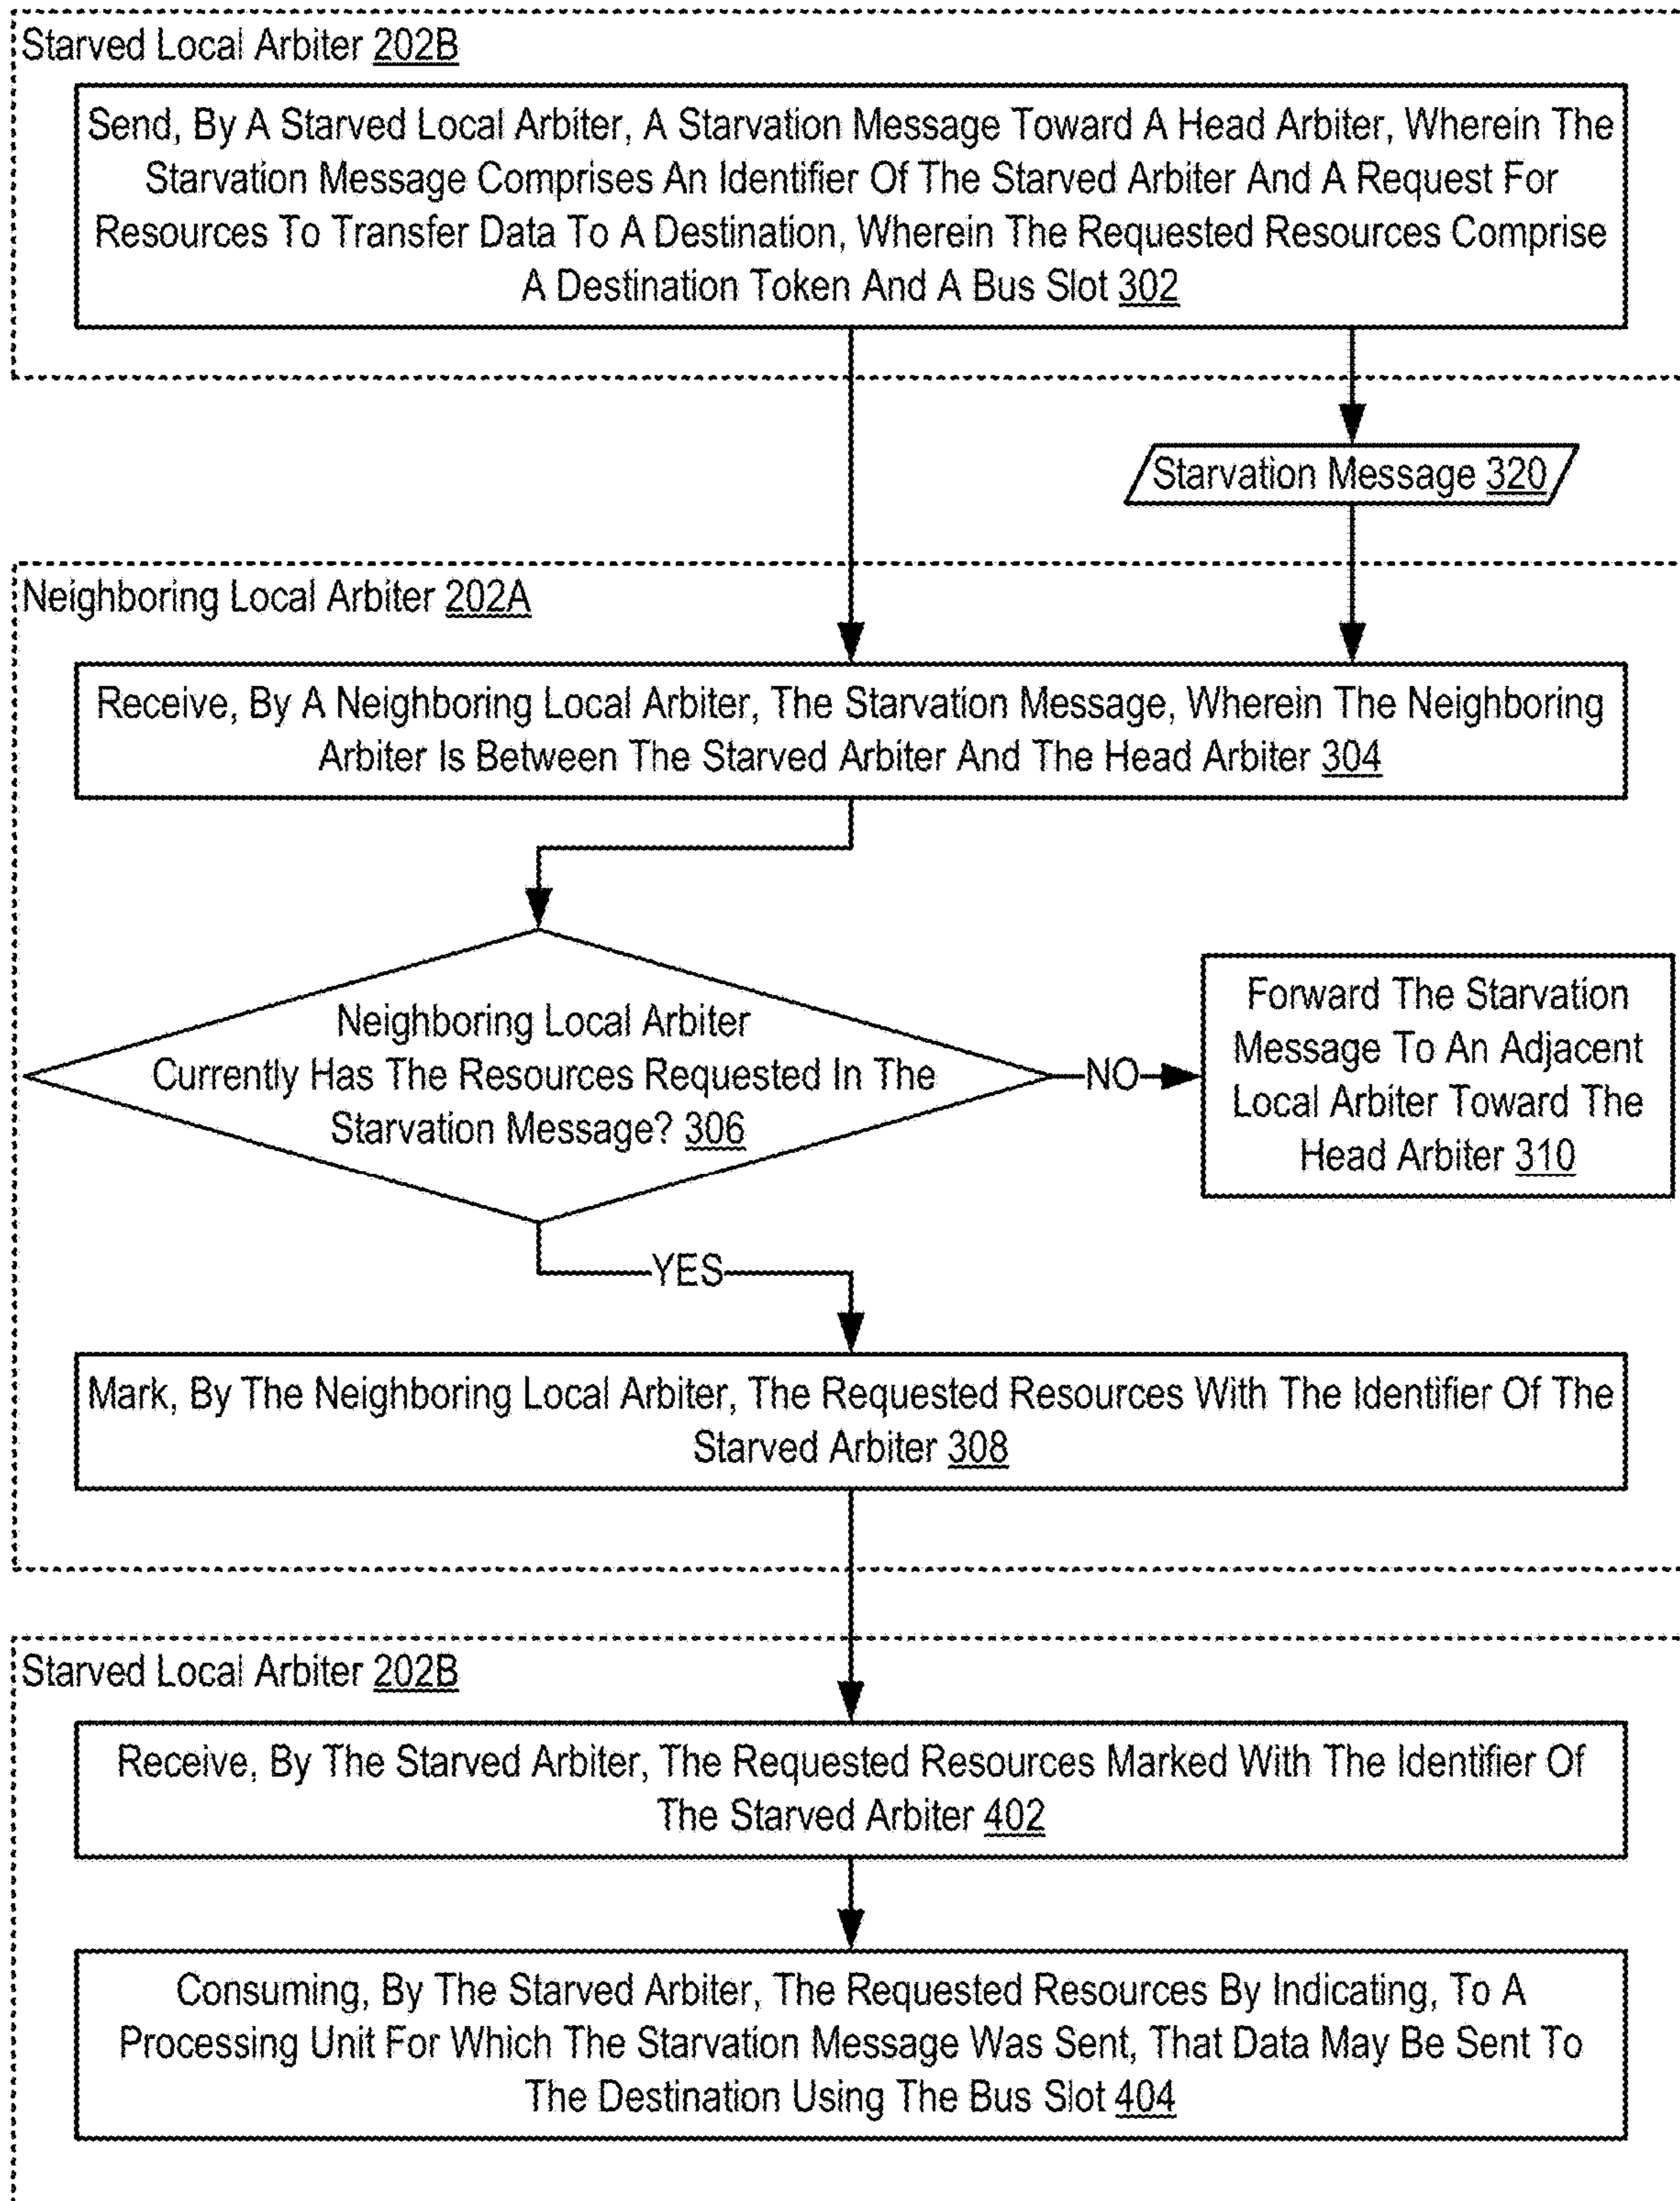 Starved Local Arbiter 202B
Send, By A Starved Local Arbiter, A Starvation Message Toward A Head Arbiter, Wherein The
Starvation Message Comprises An Identifier Of The Starved Arbiter And A Request For
Resources To Transfer Data To A Destination, Wherein The Requested Resources Comprise
A Destination Token And A Bus Slot 302
Starvation Message 320
Neighboring Local Arbiter 202A
Receive, By A Neighboring Local Arbiter, The Starvation Message, Wherein The Neighboring
Arbiter Is Between The Starved Arbiter And The Head Arbiter 304
Neighboring Local Arbiter
Currently Has The Resources Requested In The
Starvation Message? 306
NO
Forward The Starvation
Message To An Adjacent
Local Arbiter Toward The
Head Arbiter 310
YES
Mark, By The Neighboring Local Arbiter, The Requested Resources With The Identifier Of The
Starved Arbiter 308
Starved Local Arbiter 202B
Receive, By The Starved Arbiter, The Requested Resources Marked With The Identifier Of
The Starved Arbiter 402
Consuming, By The Starved Arbiter, The Requested Resources By Indicating, To A
Processing Unit For Which The Starvation Message Was Sent, That Data May Be Sent To
The Destination Using The Bus Slot 404